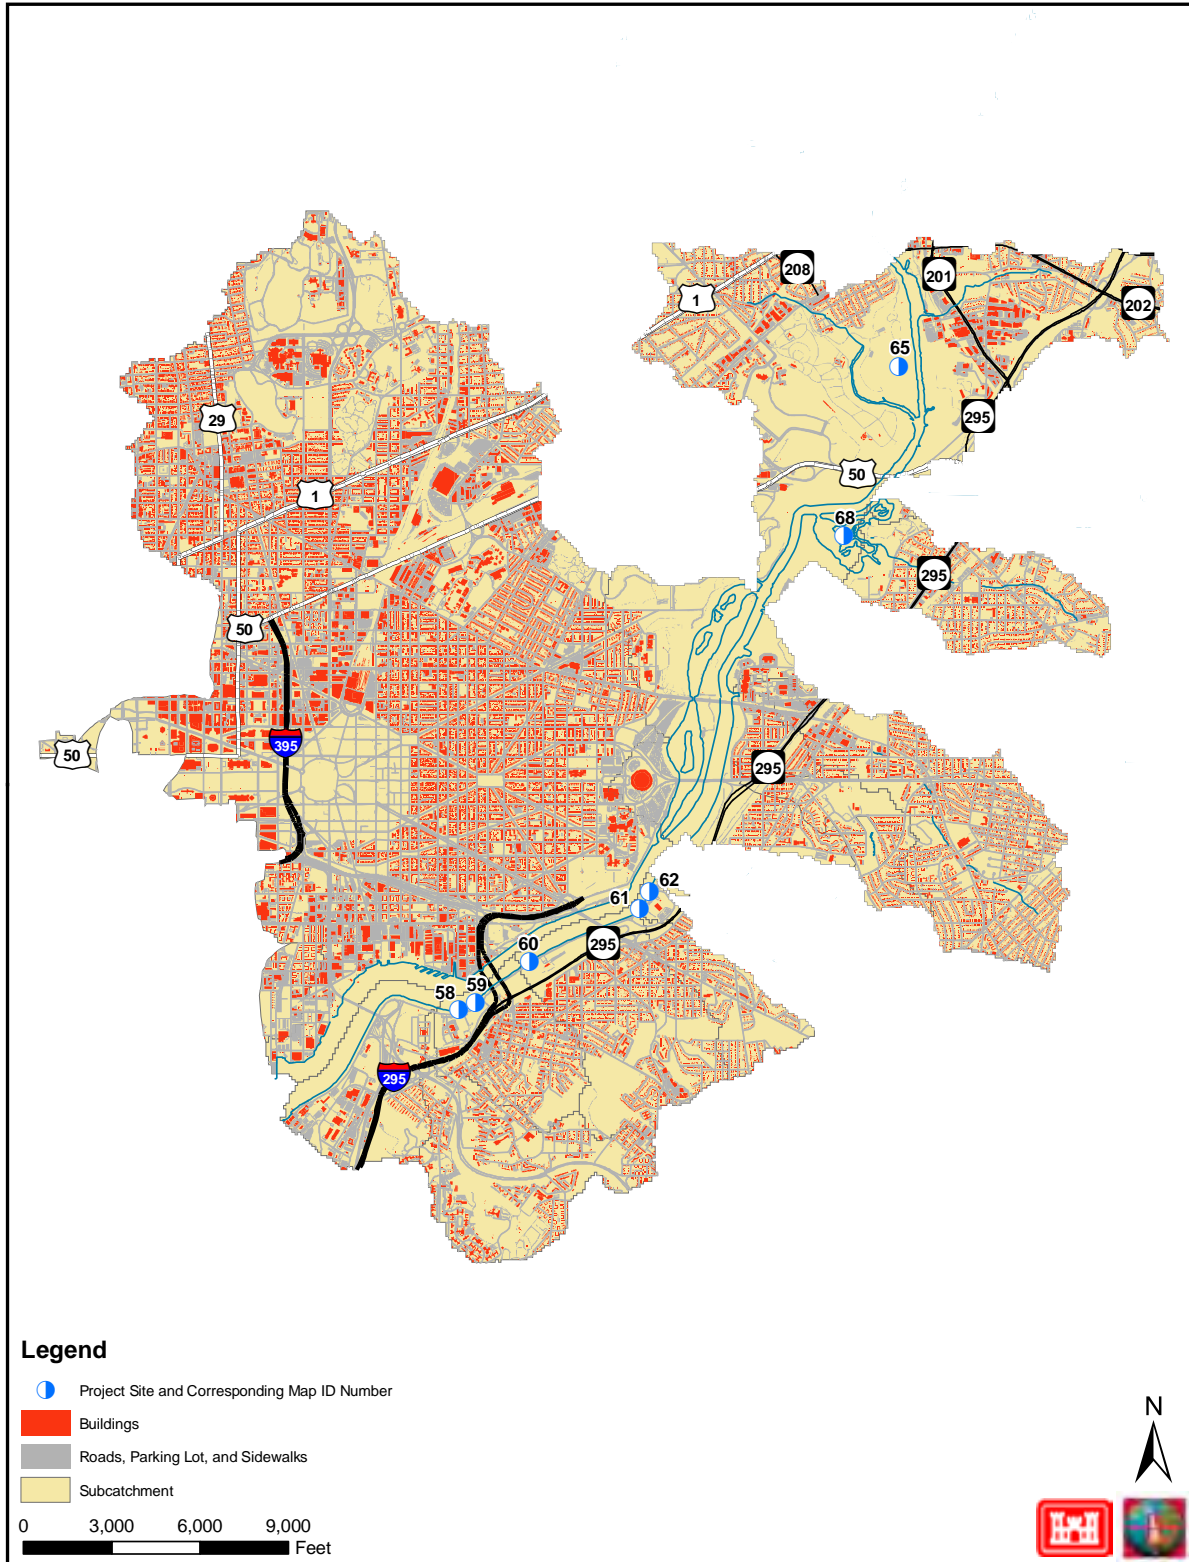 208
1
201
202
65
29
295
50
1
68
295
50
395
50
295
62
61
60
295
59
58
295
Legend
Project Site and Corresponding Map ID Number
Buildings
Roads, Parking Lot, and Sidewalks
Subcatchment
0 3,000 6,000 9,000
Feet
N